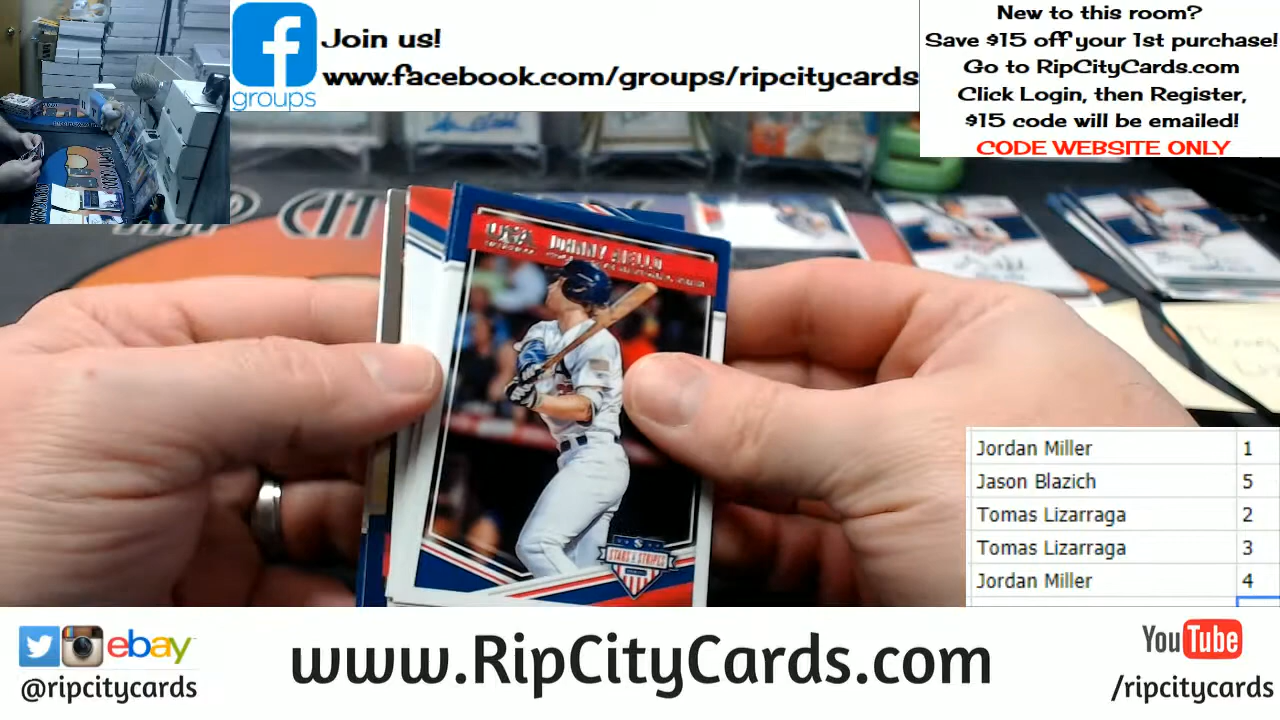 f
groups
Join us!
www.facebook.com/groups/ripcitycards
New to this room?
Save $15 off your 1st purchase!
Go to RipCityCards.com
Click Login, then Register,
$15 code will be emailed!
CODE WEBSITE ONLY
STARS & STRIPES
Jordan Miller 1
Jason Blazich 5
Tomas Lizarraga 2
Tomas Lizarraga 3
Jordan Miller 4
ebay
@ripcitycards
www.RipCityCards.com
YouTube
/ripcitycards